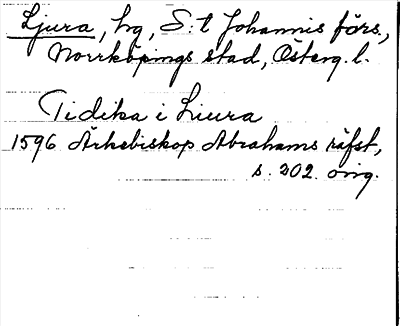 Ljura, hg, S:t Johannis förs.,
Norrköpings stad, Österg. l.
Tidika i Liura
1596 Ärkebiskop Abrahams räfst,
s. 202. orig.